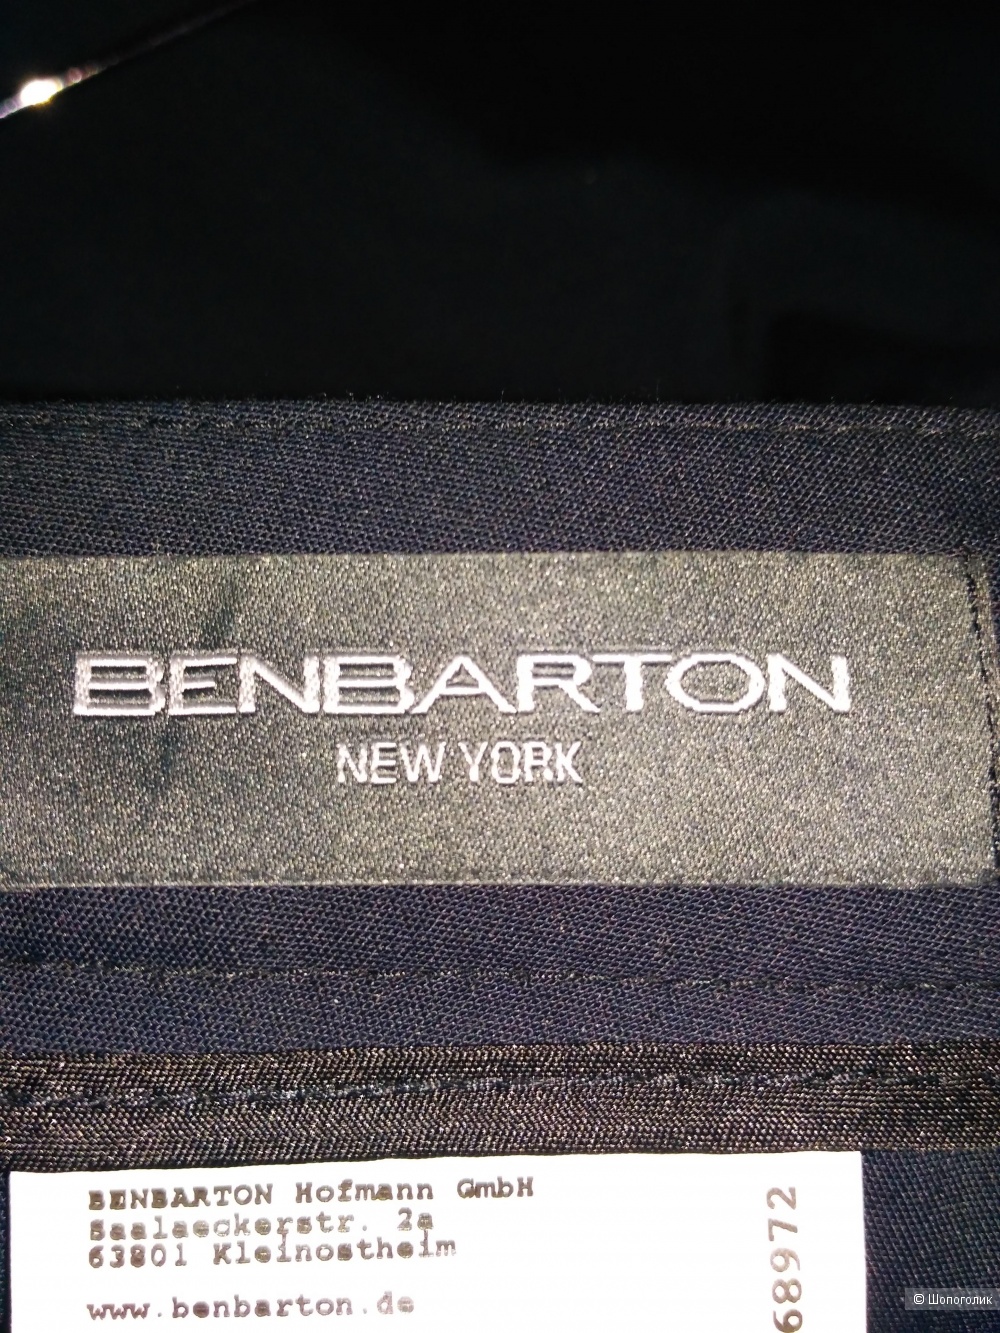 BENBARTON
NEW YORK
BENBARTON Hofmann GmbH
Saalaeckerstr. 2a
63801 Kleinostheim
www.benbarton.de
68972
© Шопоголик